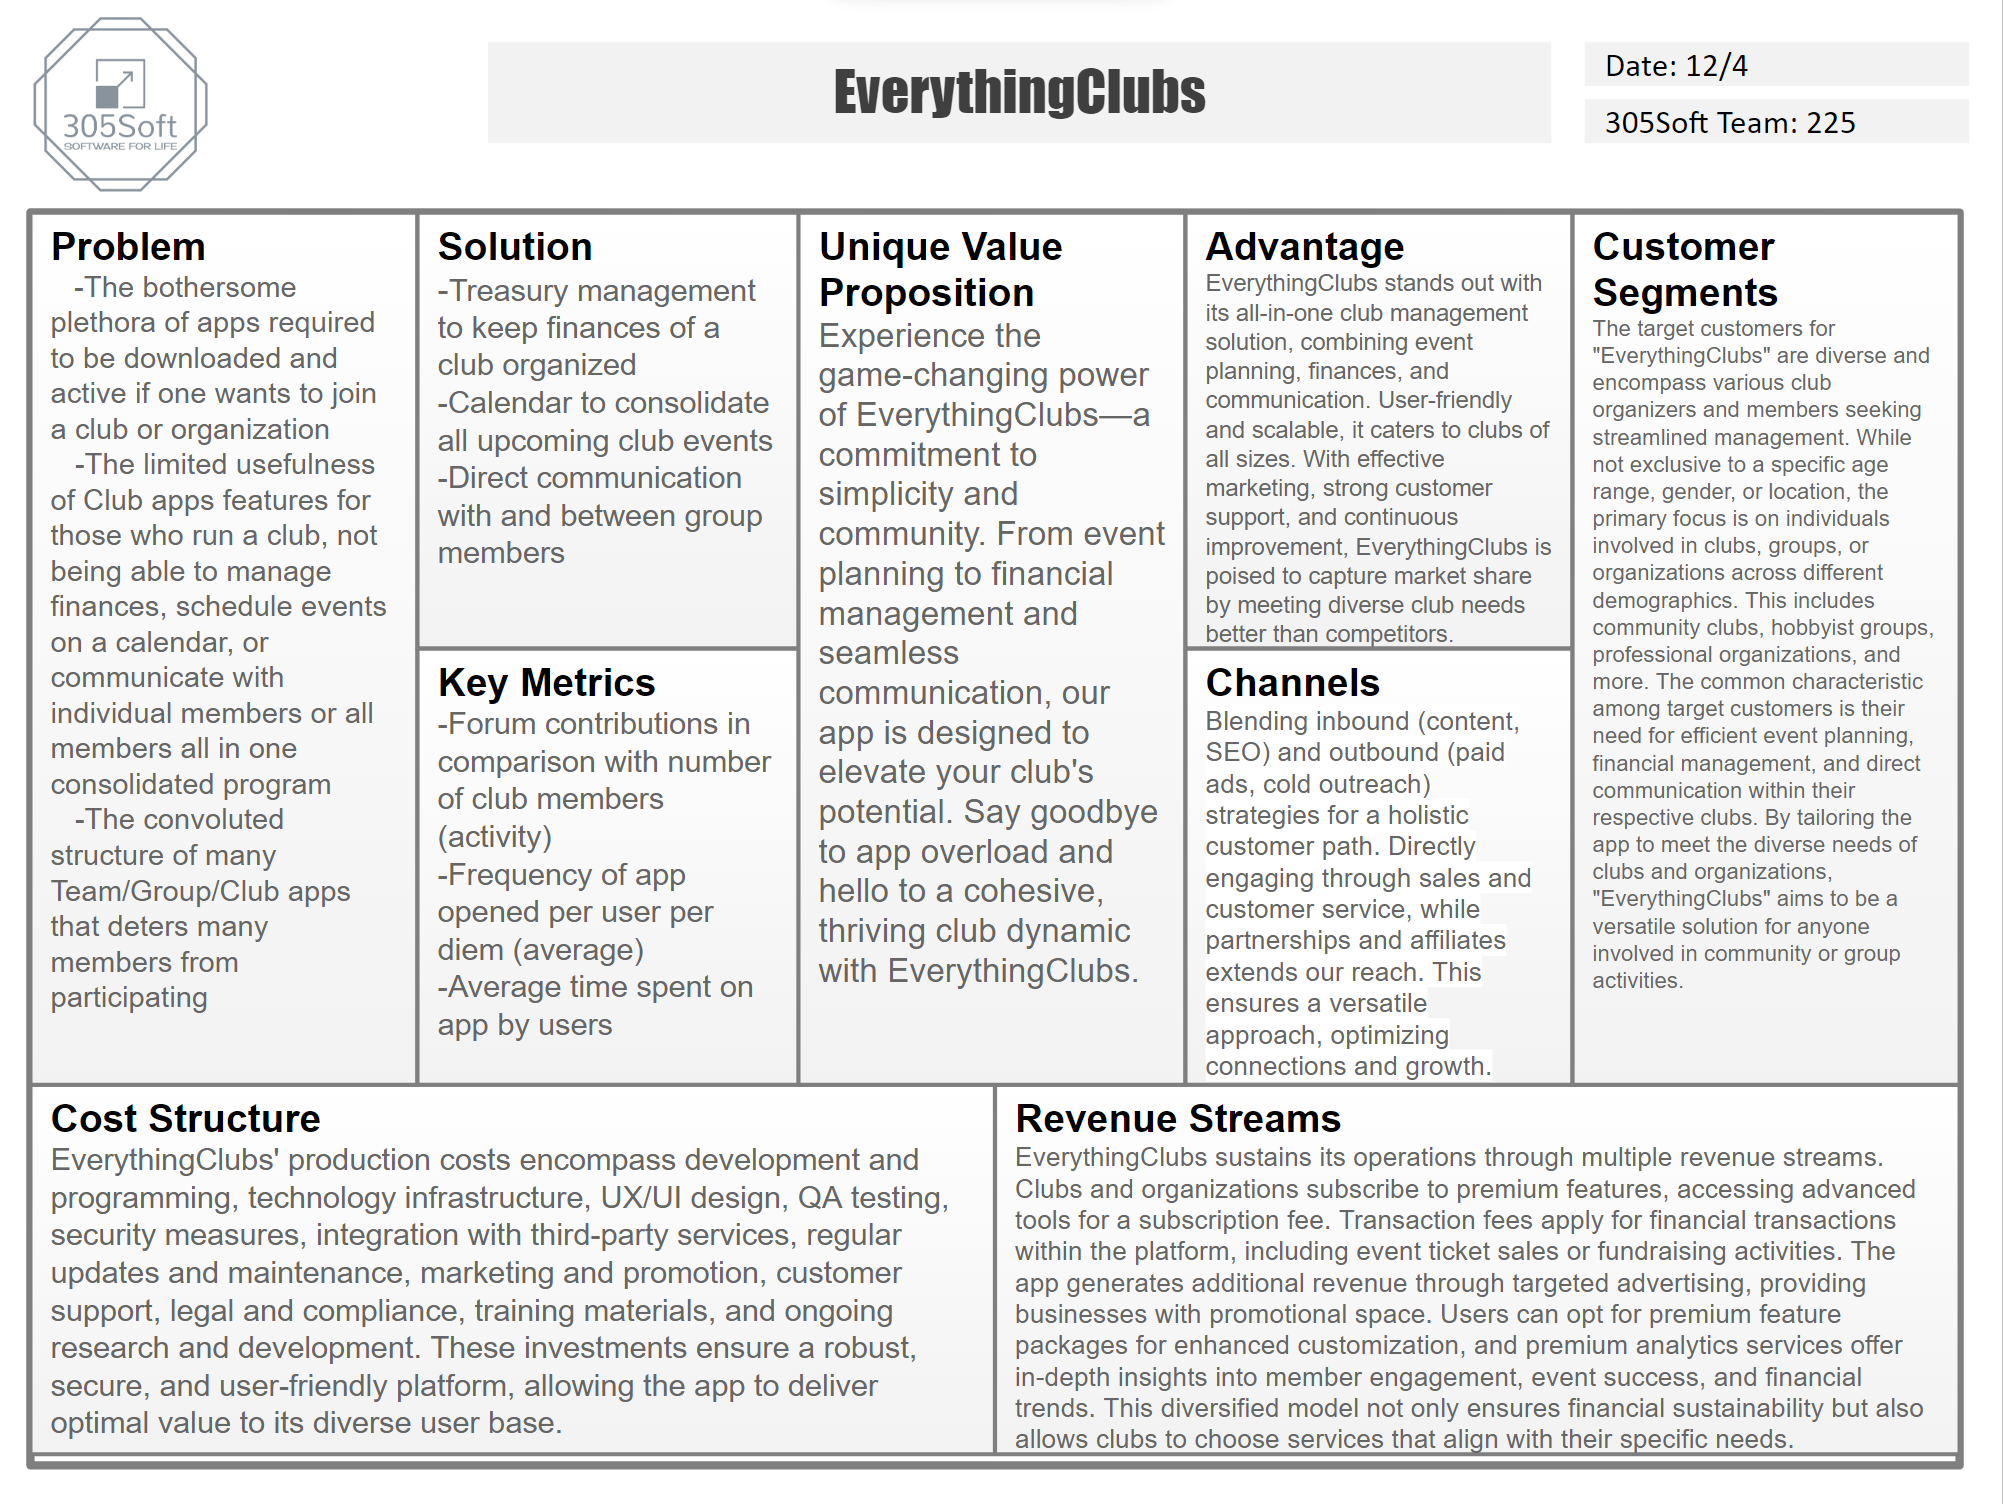 305Soft
SOFTWARE FOR LIFE
EverythingClubs
Date: 12/4
305Soft Team: 225
Problem
-The bothersome
plethora of apps required
to be downloaded and
active if one wants to join
a club or organization
-The limited usefulness
of Club apps features for
those who run a club, not
being able to manage
finances, schedule events
on a calendar, or
communicate with
individual members or all
members all in one
consolidated program
-The convoluted
structure of many
Team/Group/Club apps
that deters many
members from
participating
Solution
-Treasury management
to keep finances of a
club organized
-Calendar to consolidate
all upcoming club events
-Direct communication
with and between group
members
Key Metrics
-Forum contributions in
comparison with number
of club members
(activity)
-Frequency of app
opened per user per
diem (average)
-Average time spent on
app by users
Unique Value
Proposition
Experience the
game-changing power
of EverythingClubs—a
commitment to
simplicity and
community. From event
planning to financial
management and
seamless
communication, our
app is designed to
elevate your club's
potential. Say goodbye
to app overload and
hello to a cohesive,
thriving club dynamic
with EverythingClubs.
Advantage
EverythingClubs stands out with
its all-in-one club management
solution, combining event
planning, finances, and
communication. User-friendly
and scalable, it caters to clubs of
all sizes. With effective
marketing, strong customer
support, and continuous
improvement, EverythingClubs is
poised to capture market share
by meeting diverse club needs
better than competitors.
Channels
Blending inbound (content,
SEO) and outbound (paid
ads, cold outreach)
strategies for a holistic
customer path. Directly
engaging through sales and
customer service, while
partnerships and affiliates
extends our reach. This
ensures a versatile
approach, optimizing
connections and growth.
Customer
Segments
The target customers for
"EverythingClubs" are diverse and
encompass various club
organizers and members seeking
streamlined management. While
not exclusive to a specific age
range, gender, or location, the
primary focus is on individuals
involved in clubs, groups, or
organizations across different
demographics. This includes
community clubs, hobbyist groups,
professional organizations, and
more. The common characteristic
among target customers is their
need for efficient event planning,
financial management, and direct
communication within their
respective clubs. By tailoring the
app to meet the diverse needs of
clubs and organizations,
"EverythingClubs" aims to be a
versatile solution for anyone
involved in community or group
activities.
Cost Structure
EverythingClubs' production costs encompass development and
programming, technology infrastructure, UX/UI design, QA testing,
security measures, integration with third-party services, regular
updates and maintenance, marketing and promotion, customer
support, legal and compliance, training materials, and ongoing
research and development. These investments ensure a robust,
secure, and user-friendly platform, allowing the app to deliver
optimal value to its diverse user base.
Revenue Streams
EverythingClubs sustains its operations through multiple revenue streams.
Clubs and organizations subscribe to premium features, accessing advanced
tools for a subscription fee. Transaction fees apply for financial transactions
within the platform, including event ticket sales or fundraising activities. The
app generates additional revenue through targeted advertising, providing
businesses with promotional space. Users can opt for premium feature
packages for enhanced customization, and premium analytics services offer
in-depth insights into member engagement, event success, and financial
trends. This diversified model not only ensures financial sustainability but also
allows clubs to choose services that align with their specific needs.